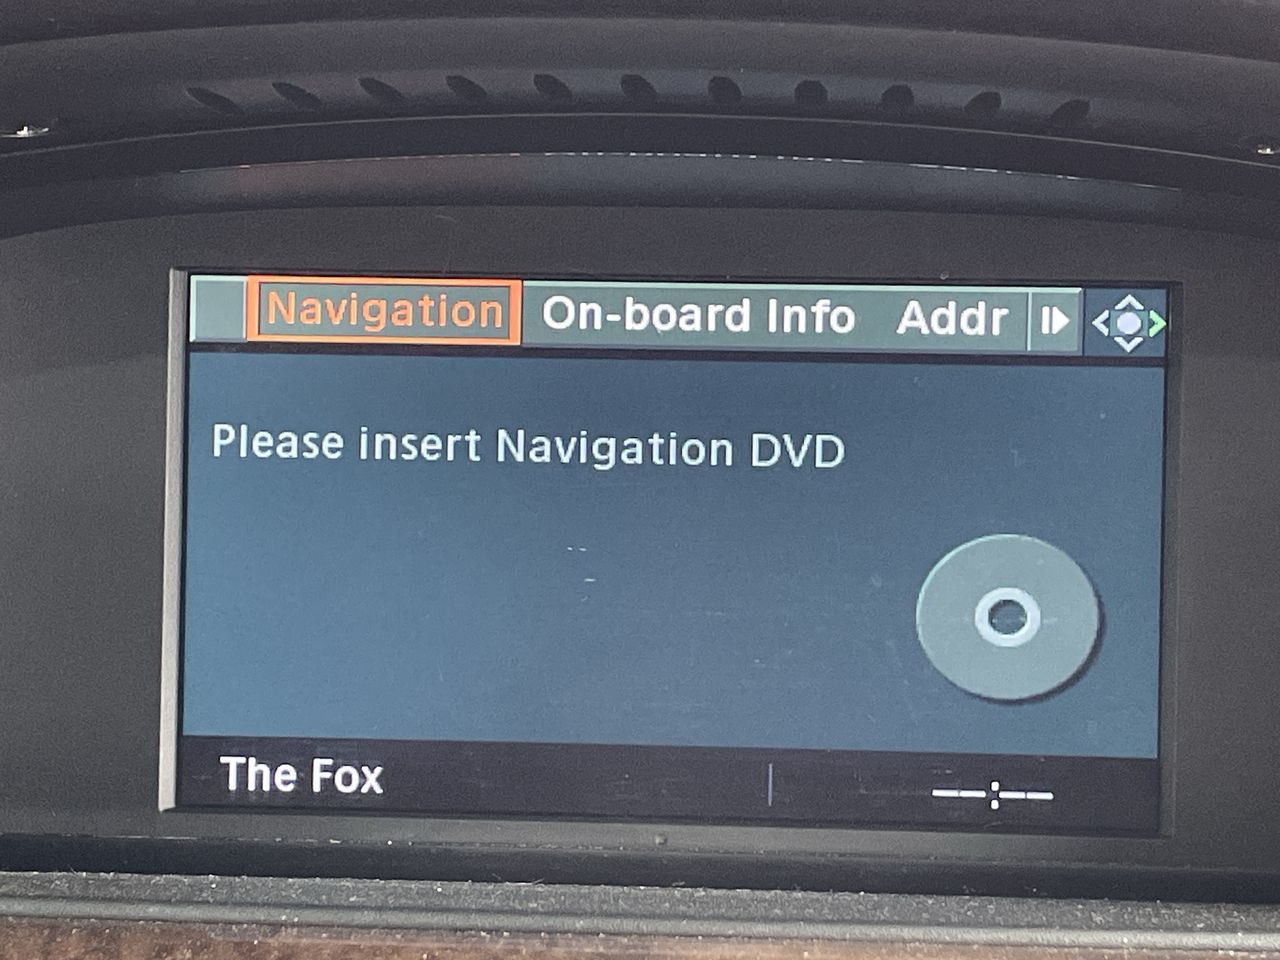 Navigation On-board Info Addr
Please insert Navigation DVD
The Fox --:--